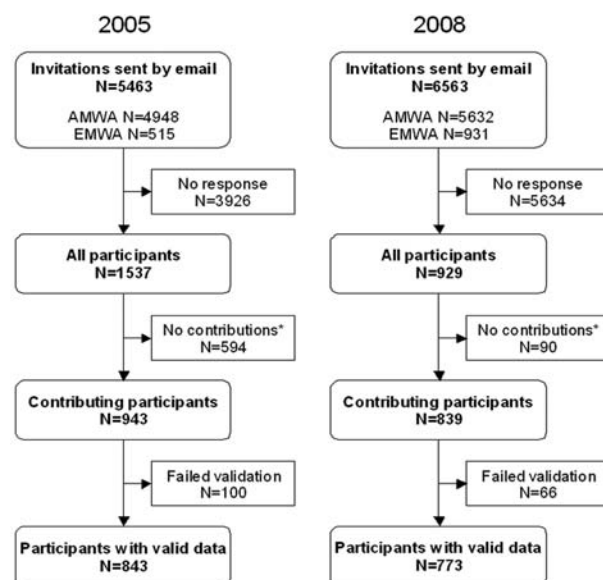 2005
Invitations sent by email
N=5463
AMWA N=4948
EMWA N=515
No response
N=3926
All participants
N=1537
No contributions*
N=594
Contributing participants
N=943
Failed validation
N=100
Participants with valid data
N=843
2008
Invitations sent by email
N=6563
AMWA N=5632
EMWA N=931
No response
N=5634
All participants
N=929
No contributions*
N=90
Contributing participants
N=839
Failed validation
N=66
Participants with valid data
N=773